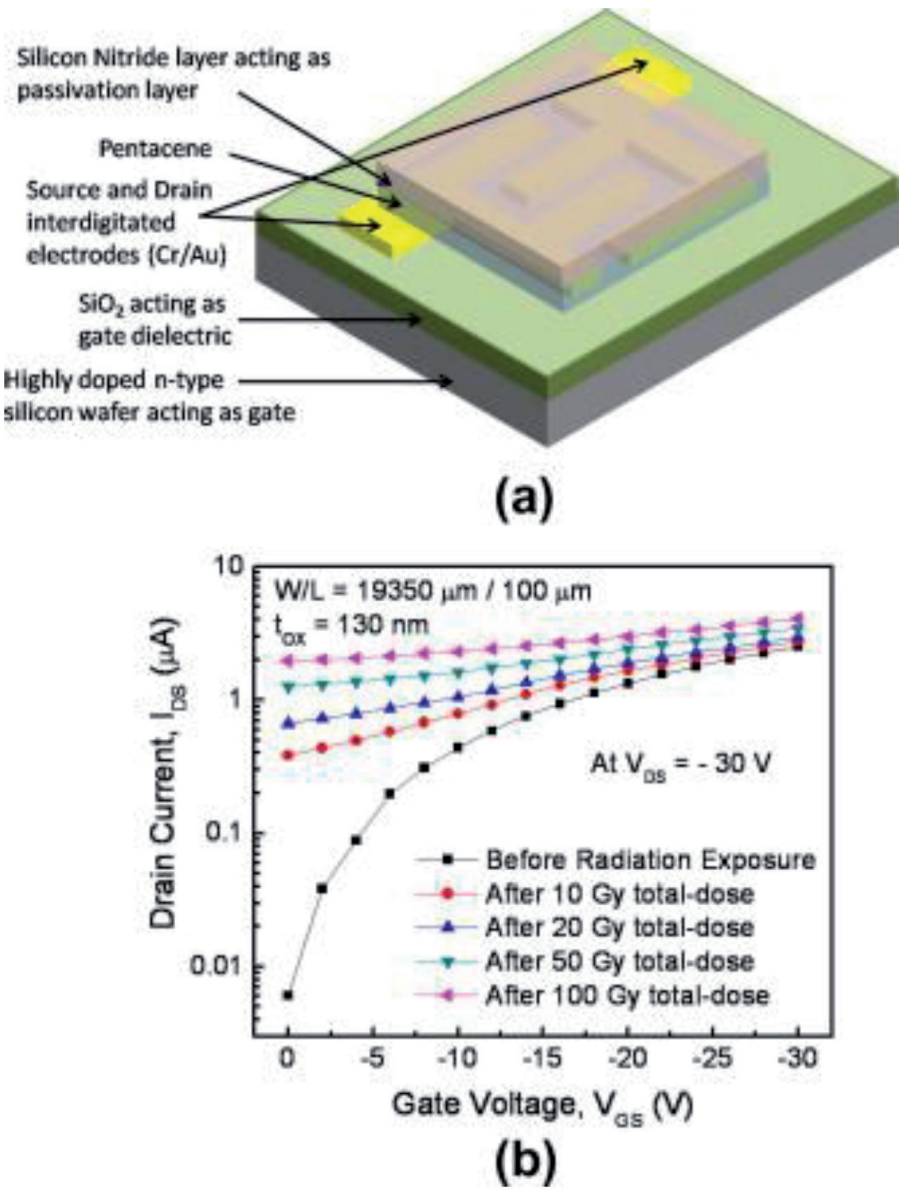 Silicon Nitride layer acting as
passivation layer
Pentacene
Source and Drain
interdigitated
electrodes (Cr/Au)
SiO₂ acting as
gate dielectric
Highly doped n-type
silicon wafer acting as gate
(a)
10
W/L = 19350 μm / 100 μm
tox = 130 nm
1
At VDS = - 30 V
0.1
Before Radiation Exposure
After 10 Gy total-dose
After 20 Gy total-dose
0.01
After 50 Gy total-dose
After 100 Gy total-dose
Drain Current, IDS (μA)
0 -5 -10 -15 -20 -25 -30
Gate Voltage, VGS (V)
(b)